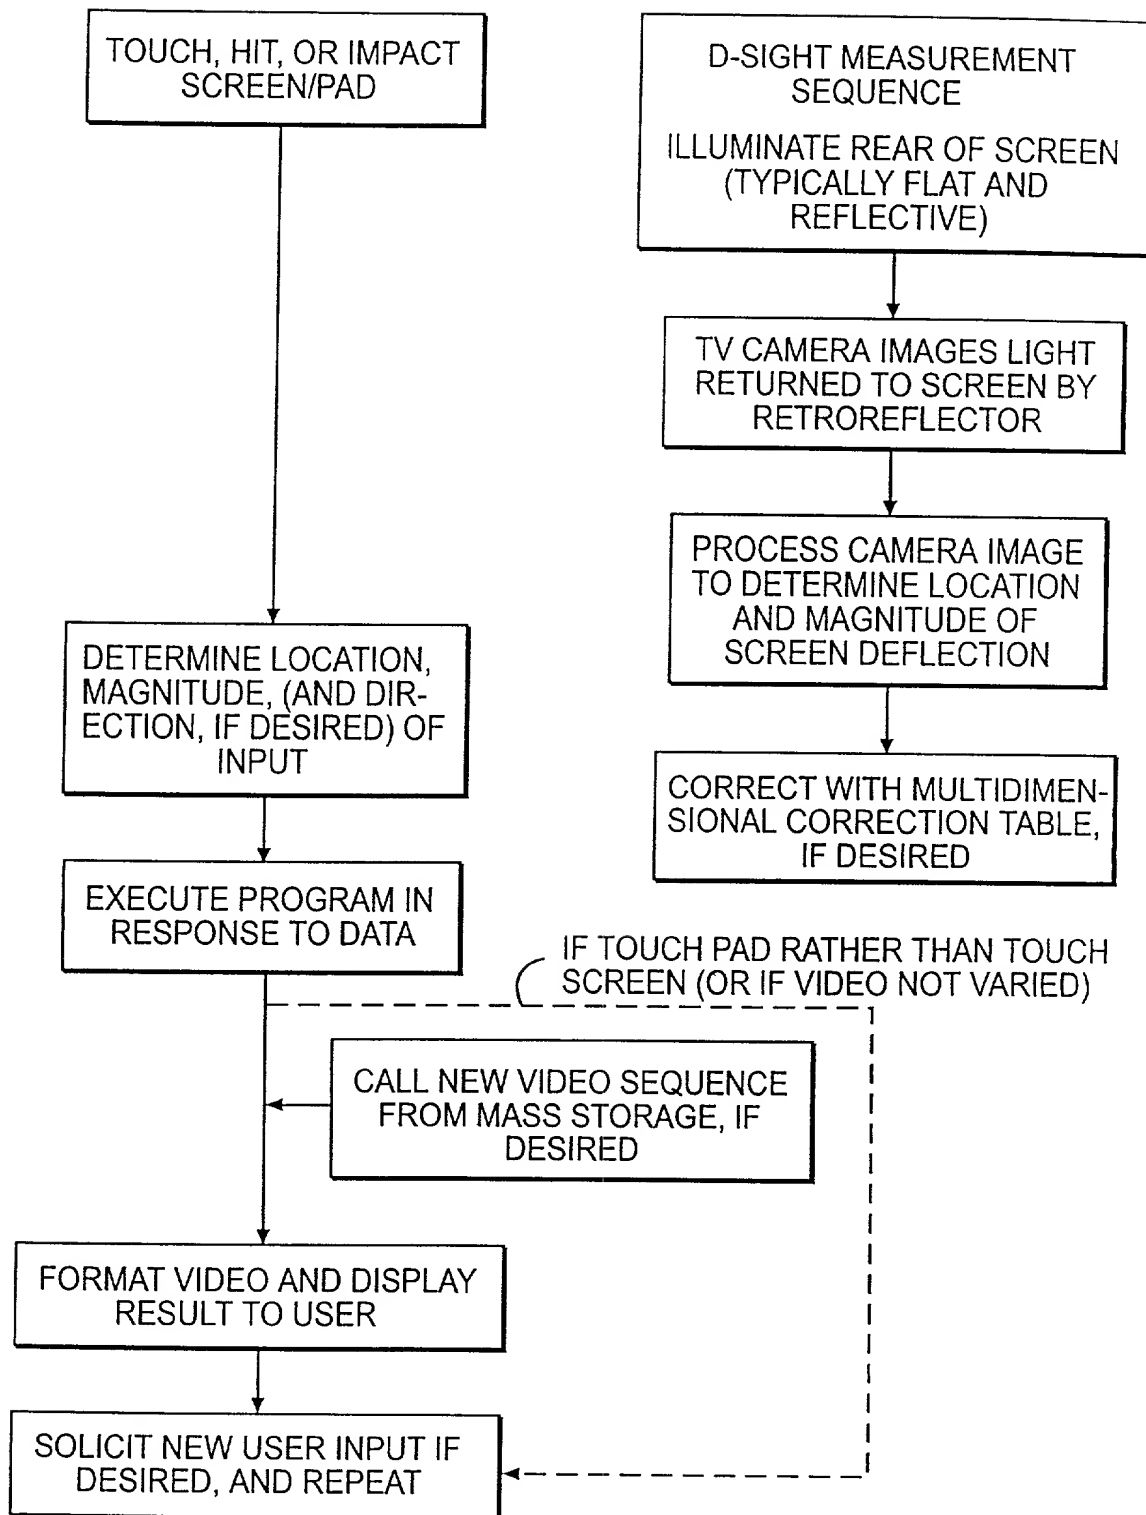 TOUCH, HIT, OR IMPACT
SCREEN/PAD
DETERMINE LOCATION,
MAGNITUDE, (AND DIR-
ECTION, IF DESIRED) OF
INPUT
EXECUTE PROGRAM IN
RESPONSE TO DATA
IF TOUCH PAD RATHER THAN TOUCH
SCREEN (OR IF VIDEO NOT VARIED)
CALL NEW VIDEO SEQUENCE
FROM MASS STORAGE, IF
DESIRED
FORMAT VIDEO AND DISPLAY
RESULT TO USER
SOLICIT NEW USER INPUT IF
DESIRED, AND REPEAT
D-SIGHT MEASUREMENT
SEQUENCE
ILLUMINATE REAR OF SCREEN
(TYPICALLY FLAT AND
REFLECTIVE)
TV CAMERA IMAGES LIGHT
RETURNED TO SCREEN BY
RETROREFLECTOR
PROCESS CAMERA IMAGE
TO DETERMINE LOCATION
AND MAGNITUDE OF
SCREEN DEFLECTION
CORRECT WITH MULTIDIMEN-
SIONAL CORRECTION TABLE,
IF DESIRED